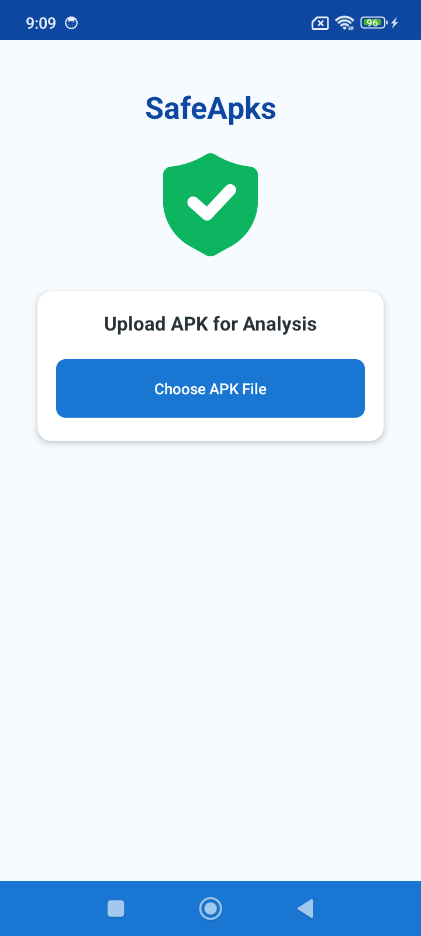 9:09
96
SafeApks
Upload APK for Analysis
Choose APK File